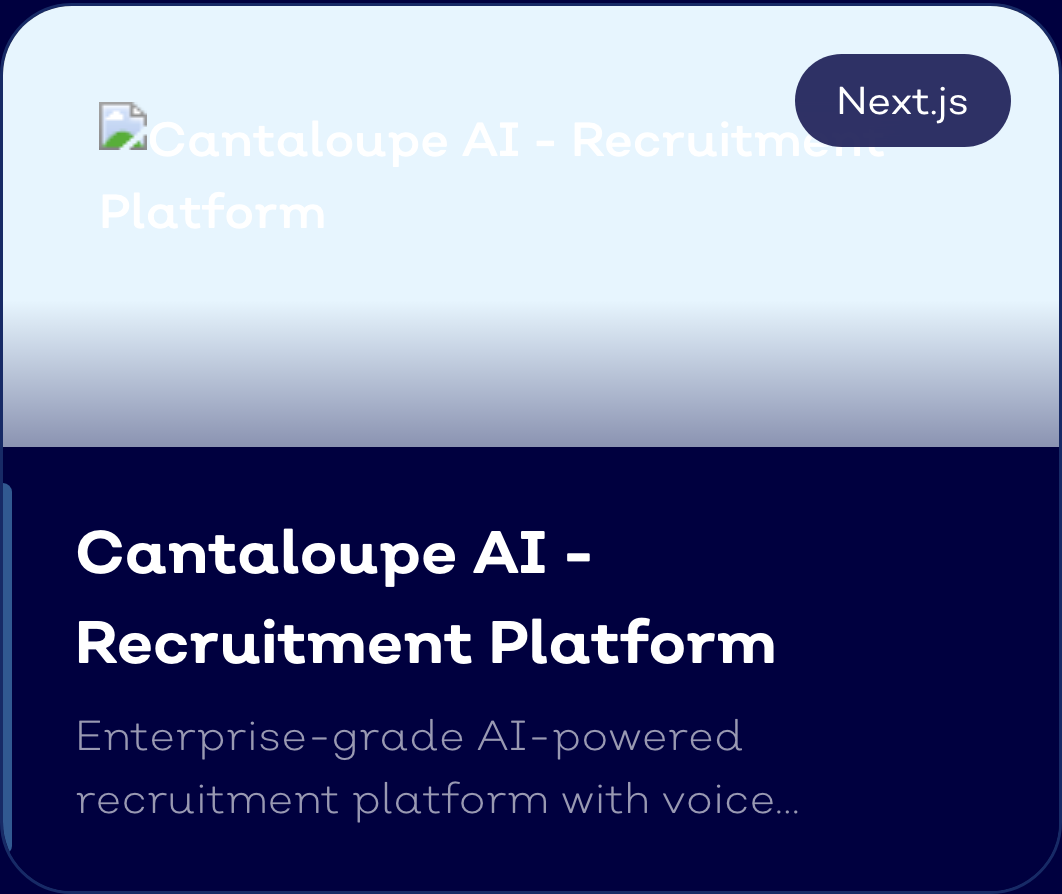 Next.js
Cantaloupe AI - Recruitment
Platform
Cantaloupe AI -
Recruitment Platform
Enterprise-grade AI-powered
recruitment platform with voice...